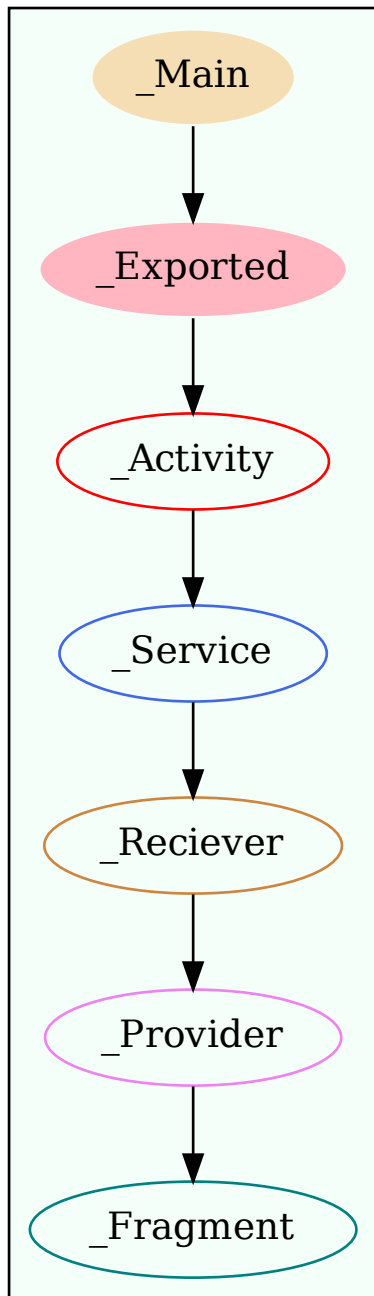 _Main
_Exported
_Activity
_Service
_Reciever
_Provider
_Fragment